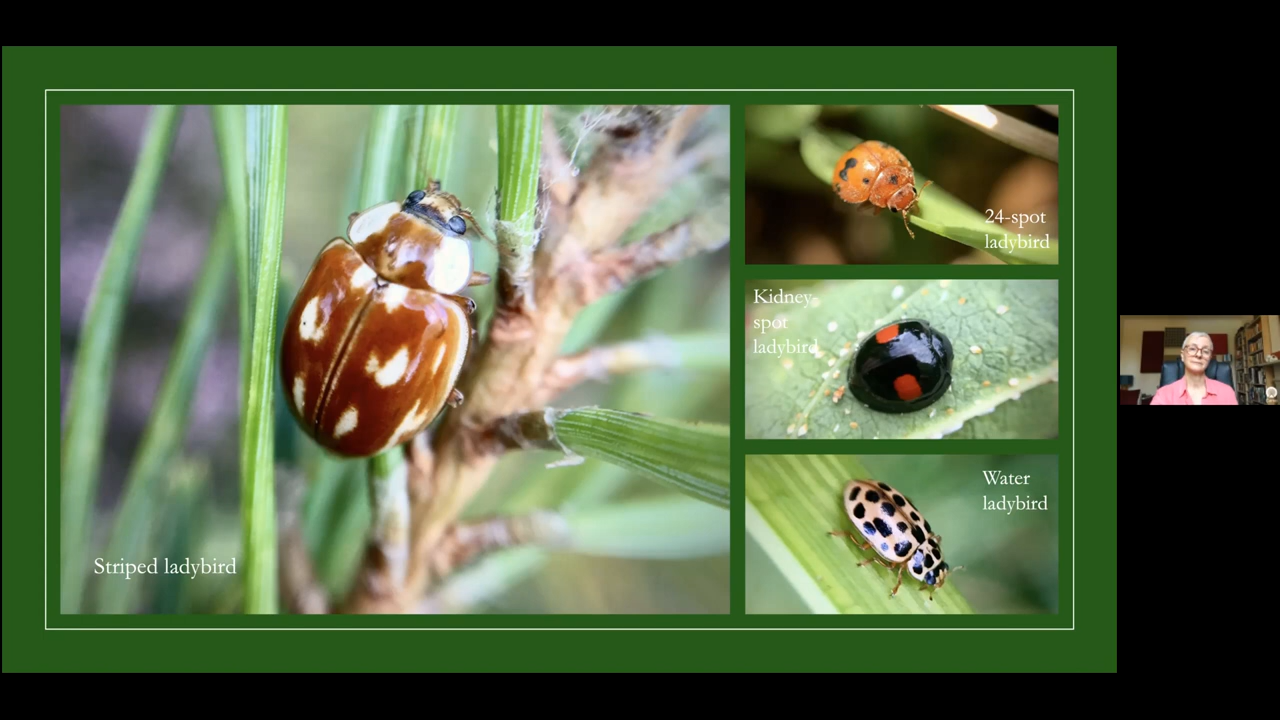 Striped ladybird
24-spot
ladybird
Kidney-
spot
ladybird
Water
ladybird